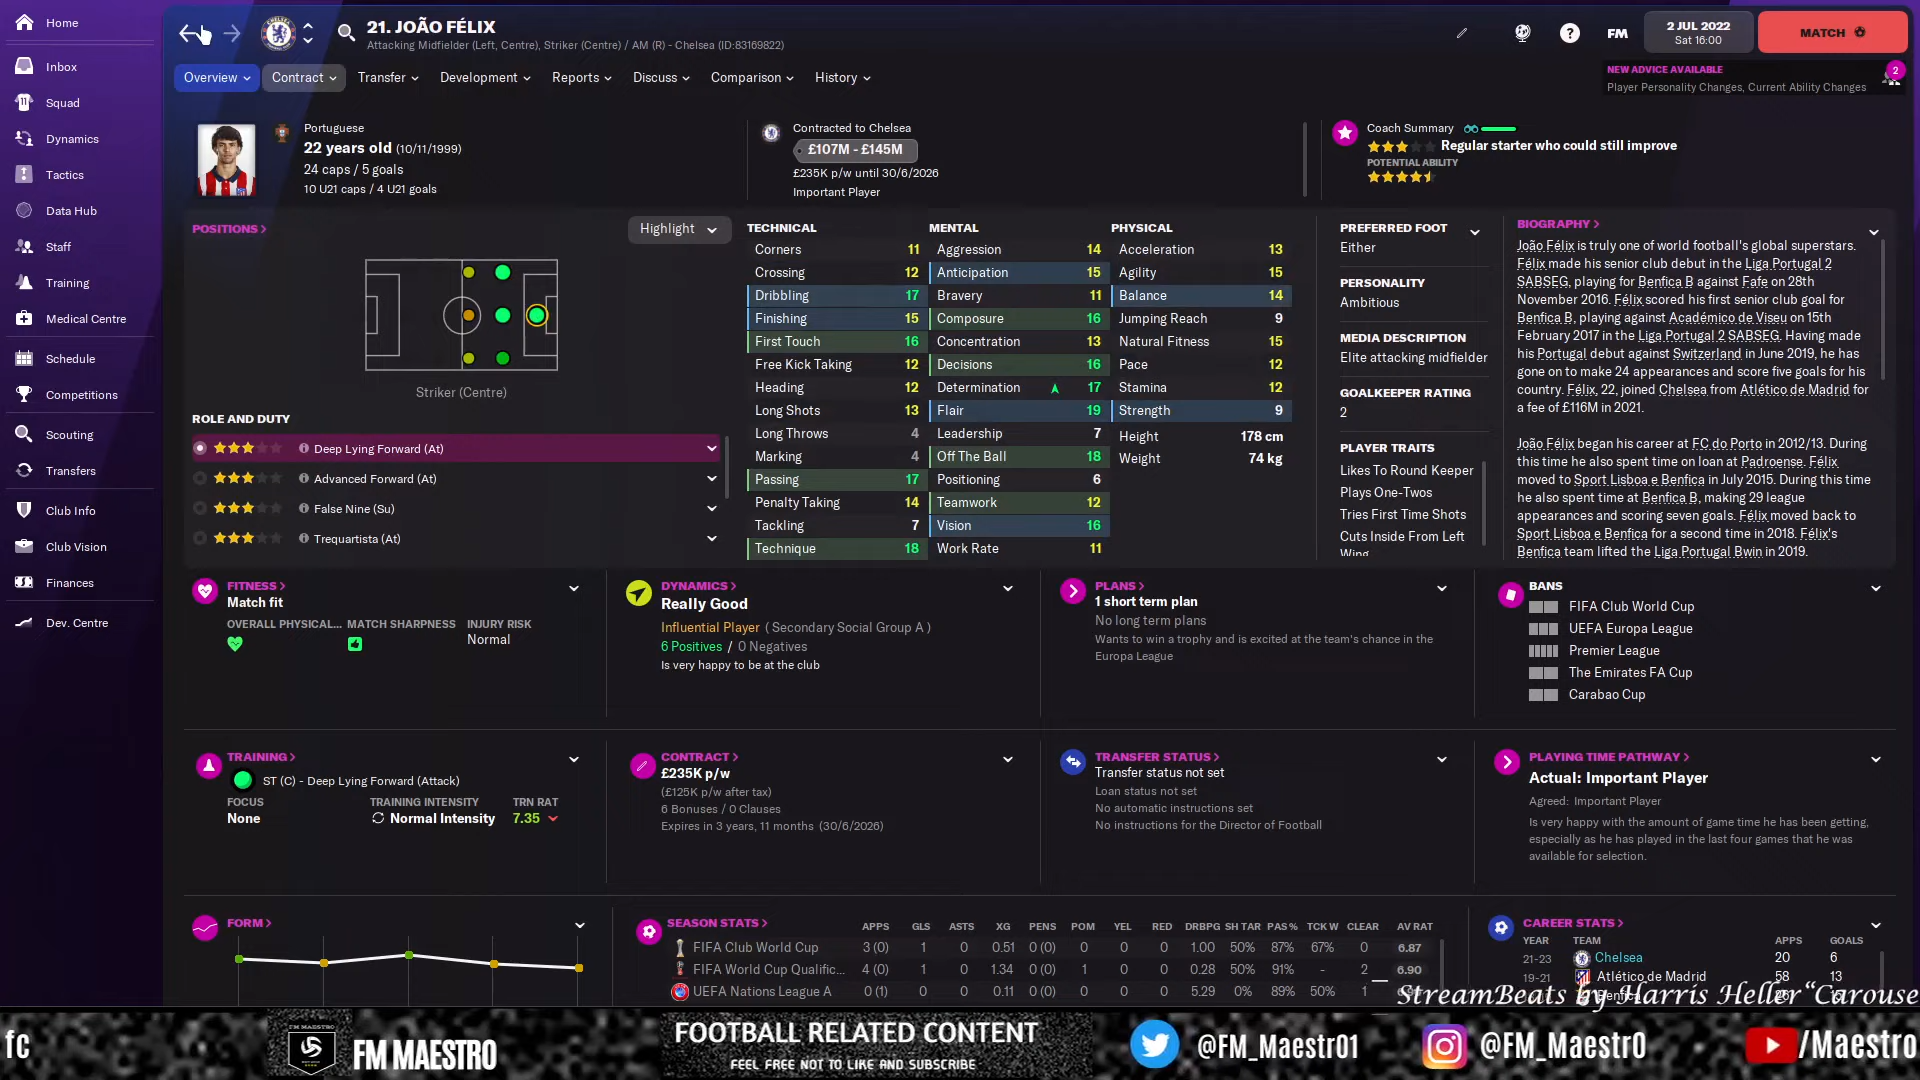 Home
Inbox
Squad
Dynamics
Tactics
Data Hub
Staff
Training
Medical Centre
Schedule
Competitions
Scouting
Transfers
Club Info
Club Vision
Finances
Dev. Centre
21. JOÃO FÉLIX
Attacking Midfielder (Left, Centre), Striker (Centre) / AM (R) - Chelsea (ID:83169822)
FM
2 JUL 2022
Sat 16:00
MATCH
Overview Contract Transfer Development Reports Discuss Comparison History
NEW ADVICE AVAILABLE
Player Personality Changes, Current Ability Changes
2
Portuguese
22 years old (10/11/1999)
24 caps / 5 goals
10 U21 caps / 4 U21 goals
Contracted to Chelsea
£107M - £145M
£235K p/w until 30/6/2026
Important Player
Coach Summary
Regular starter who could still improve
POTENTIAL ABILITY
POSITIONS >
Highlight
Striker (Centre)
ROLE AND DUTY
Deep Lying Forward (At)
Advanced Forward (At)
False Nine (Su)
Trequartista (At)
TECHNICAL
Corners 11
Crossing 12
Dribbling 17
Finishing 15
First Touch 16
Free Kick Taking 12
Heading 12
Long Shots 13
Long Throws 4
Marking 4
Passing 17
Penalty Taking 14
Tackling 7
Technique 18
MENTAL
Aggression 14
Anticipation 15
Bravery 11
Composure 16
Concentration 13
Decisions 16
Determination 17
Flair 19
Leadership 7
Off The Ball 18
Positioning 6
Teamwork 12
Vision 16
Work Rate 11
PHYSICAL
Acceleration 13
Agility 15
Balance 14
Jumping Reach 9
Natural Fitness 15
Pace 12
Stamina 12
Strength 9
Height 178 cm
Weight 74 kg
PREFERRED FOOT
Either
PERSONALITY
Ambitious
MEDIA DESCRIPTION
Elite attacking midfielder
GOALKEEPER RATING
2
PLAYER TRAITS
Likes To Round Keeper
Plays One-Twos
Tries First Time Shots
Cuts Inside From Left
Wing
BIOGRAPHY >
João Félix is truly one of world football's global superstars.
Félix made his senior club debut in the Liga Portugal 2
SABSEG, playing for Benfica B against Fafe on 28th
November 2016. Félix scored his first senior club goal for
Benfica B, playing against Académico de Viseu on 15th
February 2017 in the Liga Portugal 2 SABSEG. Having made
his Portugal debut against Switzerland in June 2019, he has
gone on to make 24 appearances and score five goals for his
country. Félix, 22, joined Chelsea from Atlético de Madrid for
a fee of £116M in 2021.
João Félix began his career at FC do Porto in 2012/13. During
this time he also spent time on loan at Padroense. Félix
moved to Sport Lisboa e Benfica in July 2015. During this time
he also spent time at Benfica B, making 29 league
appearances and scoring seven goals. Félix moved back to
Sport Lisboa e Benfica for a second time in 2018. Félix's
Benfica team lifted the Liga Portugal Bwin in 2019.
FITNESS >
Match fit
OVERALL PHYSICAL... MATCH SHARPNESS INJURY RISK
Normal
DYNAMICS >
Really Good
Influential Player ( Secondary Social Group A )
6 Positives / 0 Negatives
Is very happy to be at the club
PLANS >
1 short term plan
No long term plans
Wants to win a trophy and is excited at the team's chance in the
Europa League
BANS
FIFA Club World Cup
UEFA Europa League
Premier League
The Emirates FA Cup
Carabao Cup
TRAINING >
ST (C) - Deep Lying Forward (Attack)
FOCUS TRAINING INTENSITY TRN RAT
None Normal Intensity 7.35
CONTRACT >
£235K p/w
(£125K p/w after tax)
6 Bonuses / 0 Clauses
Expires in 3 years, 11 months (30/6/2026)
TRANSFER STATUS >
Transfer status not set
Loan status not set
No automatic instructions set
No instructions for the Director of Football
PLAYING TIME PATHWAY >
Actual: Important Player
Agreed: Important Player
Is very happy with the amount of game time he has been getting,
especially as he has played in the last four games that he was
available for selection.
FORM >
SEASON STATS > APPS GLS ASTS XG PENS POM YEL RED DRBPG SH TAR PAS % TCK W CLEAR AV RAT
FIFA Club World Cup 3 (0) 1 0 0.51 0 (0) 0 0 0 1.00 50% 87% 67% 0 6.87
FIFA World Cup Qualific... 4 (0) 1 0 1.34 0 (0) 1 0 0 0.28 50% 91% - 2 6.90
UEFA Nations League A 0 (1) 0 0 0.11 0 (0) 0 0 0 5.29 0% 89% 50% 1
CAREER STATS >
YEAR TEAM APPS GOALS
21-23 Chelsea 20 6
19-21 Atlético de Madrid 58 13
StreamBeats by Harris Heller "Carouse
fc
FM MAESTRO
FM MAESTRO
FOOTBALL RELATED CONTENT
FEEL FREE NOT TO LIKE AND SUBSCRIBE
@FM_Maestr01
@FM_Maestr0
/Maestro